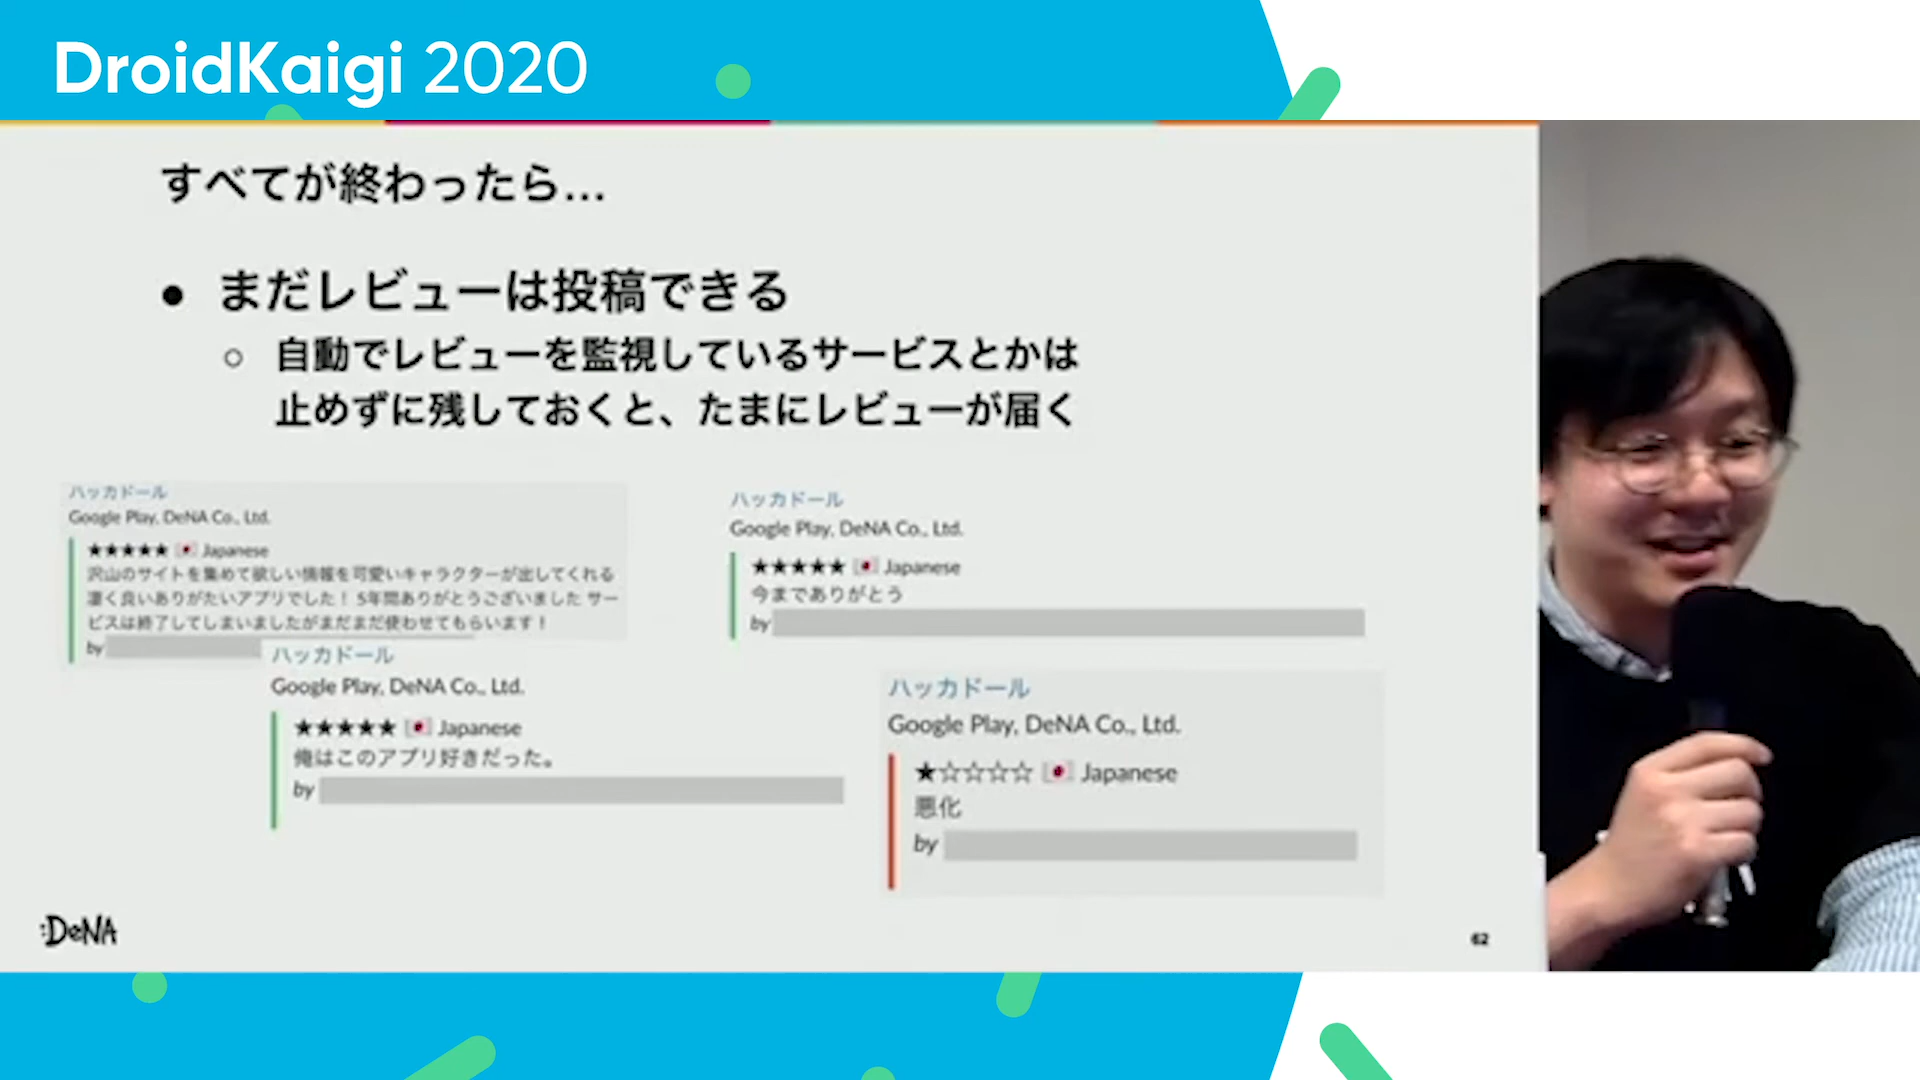 DroidKaigi 2020
すべてが終わったら...
● まだレビューは投稿できる
○ 自動でレビューを監視しているサービスとかは
止めずに残しておくと、たまにレビューが届く
ハッカドール
Google Play, DeNA Co., Ltd.
★★★★★ Japanese
沢山のサイトを集めて欲しい情報を可愛いキャラクターが出してくれる
凄く良いありがたいアプリでした！ 5年間ありがとうございました サー
ビスは終了してしまいましたがまだまだ使わせてもらいます！
by
ハッカドール
Google Play, DeNA Co., Ltd.
★★★★★ Japanese
今までありがとう
by
ハッカドール
Google Play, DeNA Co., Ltd.
★★★★★ Japanese
俺はこのアプリ好きだった。
by
ハッカドール
Google Play, DeNA Co., Ltd.
★☆☆☆☆ Japanese
悪化
by
:DeNA
62